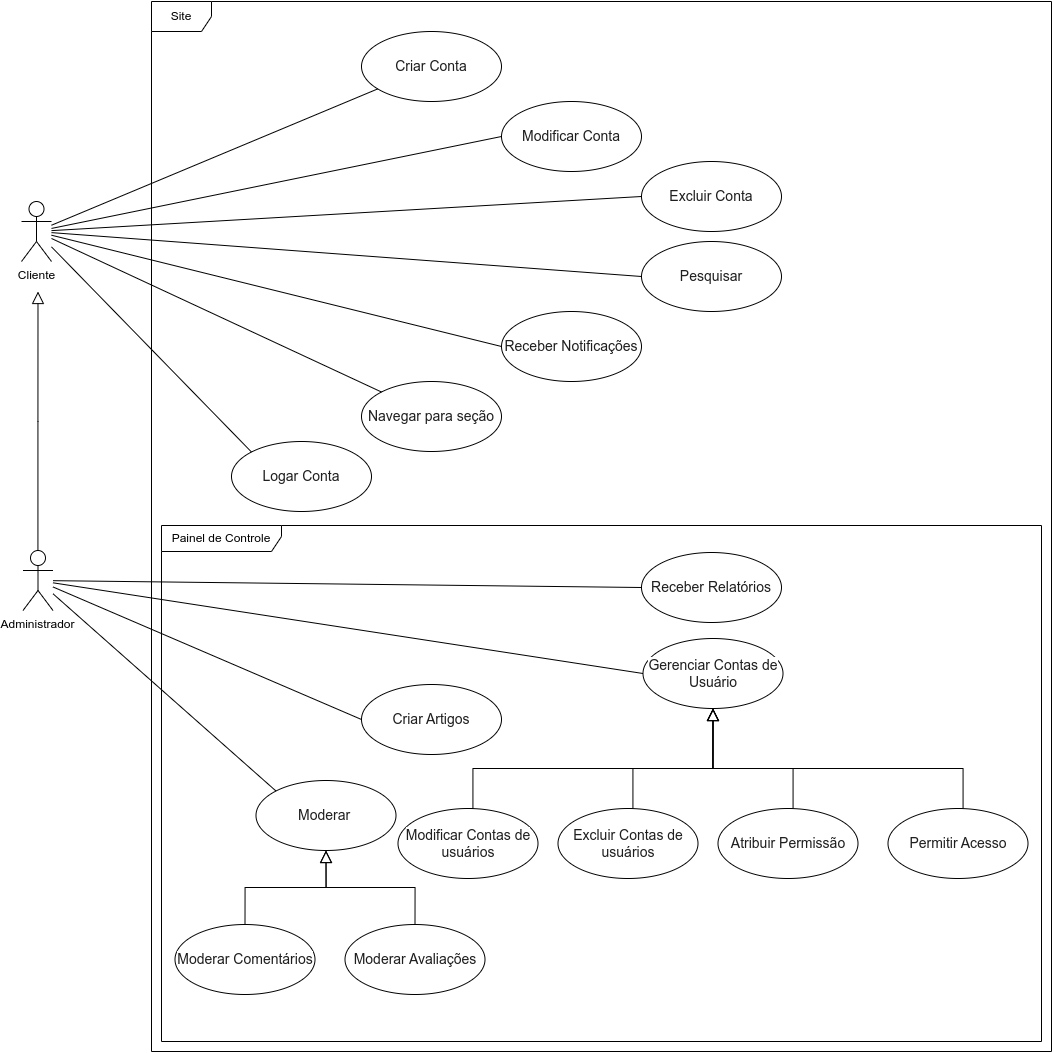 Site
Criar Conta
Modificar Conta
Excluir Conta
Cliente
Pesquisar
Receber Notificações
Navegar para seção
Logar Conta
Painel de Controle
Receber Relatórios
Administrador
Gerenciar Contas de
Usuário
Criar Artigos
Moderar
Modificar Contas de
usuários
Excluir Contas de
usuários
Atribuir Permissão
Permitir Acesso
Moderar Comentários
Moderar Avaliações